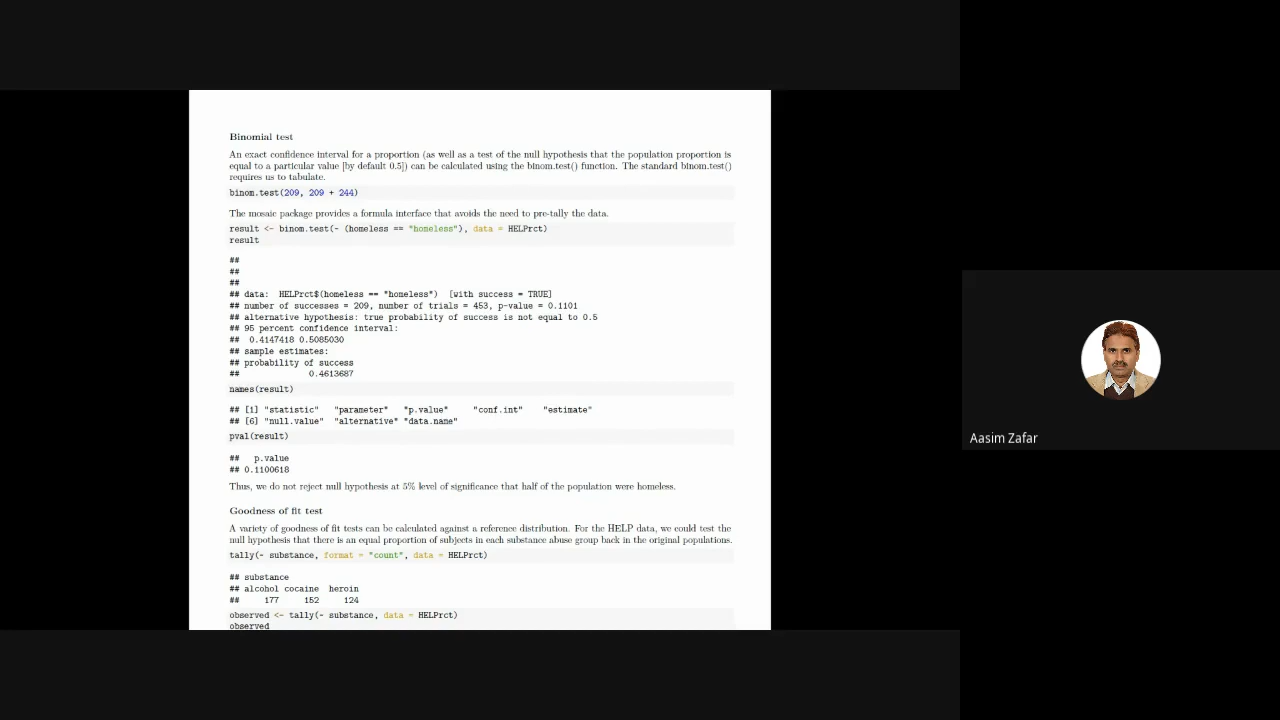 Binomial test
An exact confidence interval for a proportion (as well as a test of the null hypothesis that the population proportion is
equal to a particular value [by default 0.5]) can be calculated using the binom.test() function. The standard binom.test()
requires us to tabulate.
binom.test(209, 209 + 244)
The mosaic package provides a formula interface that avoids the need to pre-tally the data.
result <- binom.test(~ (homeless == "homeless"), data = HELPrct)
result
##
##
##
## data:  HELPrct$(homeless == "homeless")  [with success = TRUE]
## number of successes = 209, number of trials = 453, p-value = 0.1101
## alternative hypothesis: true probability of success is not equal to 0.5
## 95 percent confidence interval:
##  0.4147418 0.5085030
## sample estimates:
## probability of success
##              0.4613687
names(result)
## [1] "statistic"   "parameter"   "p.value"     "conf.int"    "estimate"
## [6] "null.value"  "alternative" "data.name"
pval(result)
##   p.value
## 0.1100618
Thus, we do not reject null hypothesis at 5% level of significance that half of the population were homeless.
Goodness of fit test
A variety of goodness of fit tests can be calculated against a reference distribution. For the HELP data, we could test the
null hypothesis that there is an equal proportion of subjects in each substance abuse group back in the original populations.
tally(~ substance, format = "count", data = HELPrct)
## substance
## alcohol cocaine  heroin
##     177     152     124
observed <- tally(~ substance, data = HELPrct)
observed
Aasim Zafar